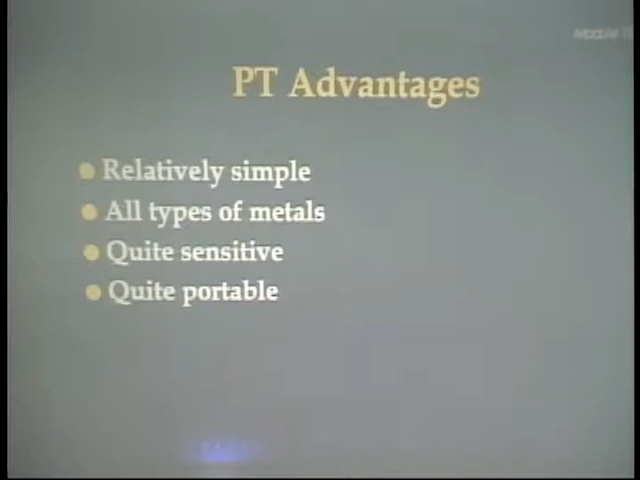 PT Advantages
Relatively simple
All types of metals
Quite sensitive
Quite portable